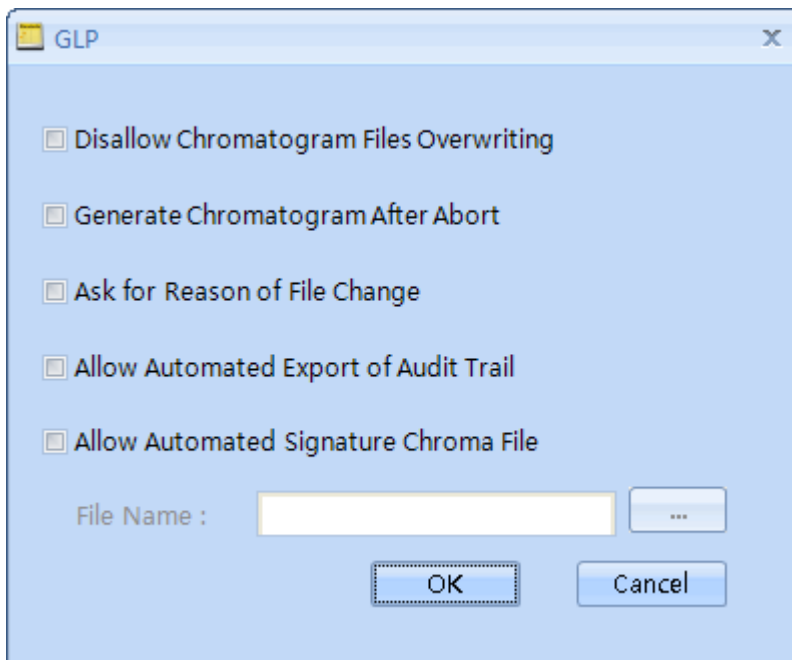 GLP
Disallow Chromatogram Files Overwriting
Generate Chromatogram After Abort
Ask for Reason of File Change
Allow Automated Export of Audit Trail
Allow Automated Signature Chroma File
File Name :
...
OK Cancel